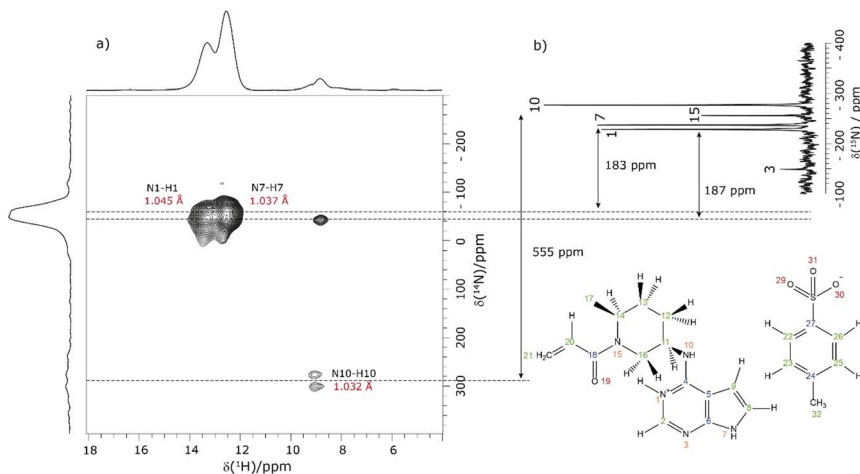 a)
b)
N1-H1
1.045 Å
N7-H7
1.037 Å
N10-H10
1.032 Å
- 200
- 100
0
100
200
300
δ(¹⁴N)/ppm
18 16 14 12 10 8 6 4
δ(¹H)/ppm
555 ppm
10
7
1
15
3
183 ppm
187 ppm
- 400
- 300
- 200
- 100
δ(¹⁵N) / ppm
H
H
13
H
17
H
14
12
H
H
H
20
N
15
11
10
NH
21 H₂C
18
16
H
H
H
O
19
4
H
1
N⁺
5
9
H
2
6
8
H
H
N
3
7
N
H
31
O
29 O
S
O⁻
30
27
H
22
26
H
H
23
25
H
24
CH₃
32